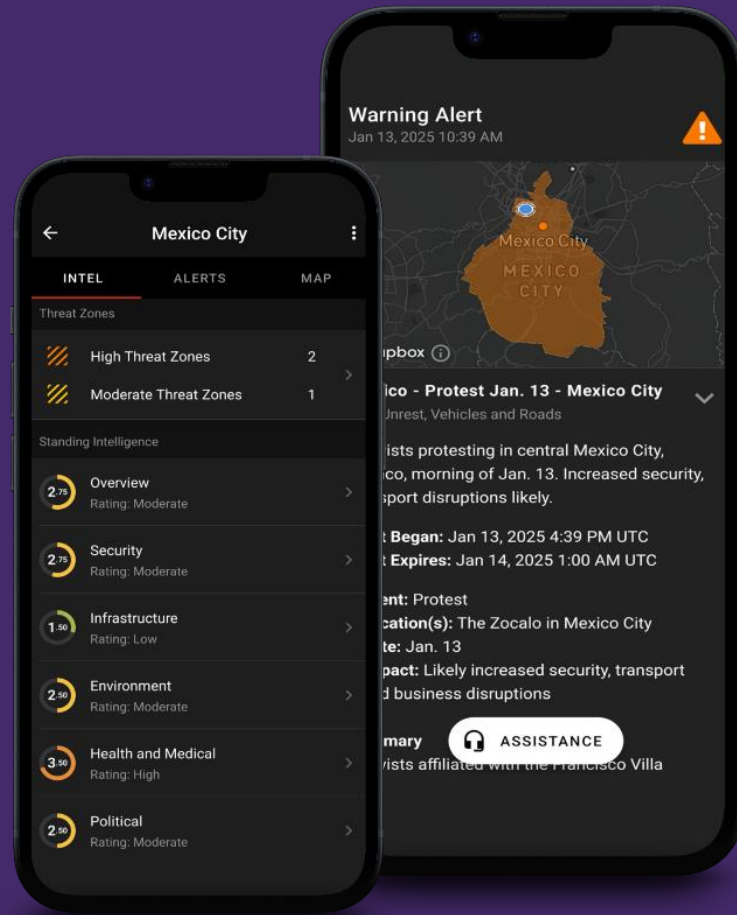 Mexico City
INTEL ALERTS MAP
Threat Zones
High Threat Zones 2
Moderate Threat Zones 1
Standing Intelligence
2.75 Overview
Rating: Moderate
2.75 Security
Rating: Moderate
1.50 Infrastructure
Rating: Low
2.50 Environment
Rating: Moderate
3.50 Health and Medical
Rating: High
2.50 Political
Rating: Moderate
Warning Alert
Jan 13, 2025 10:39 AM
Mexico City
MEXICO
CITY
pbox
ico - Protest Jan. 13 - Mexico City
Unrest, Vehicles and Roads
ists protesting in central Mexico City,
co, morning of Jan. 13. Increased security,
sport disruptions likely.
t Began: Jan 13, 2025 4:39 PM UTC
t Expires: Jan 14, 2025 1:00 AM UTC
ent: Protest
cation(s): The Zocalo in Mexico City
te: Jan. 13
pact: Likely increased security, transport
d business disruptions
mary
ASSISTANCE
vists affiliated with the Francisco Villa